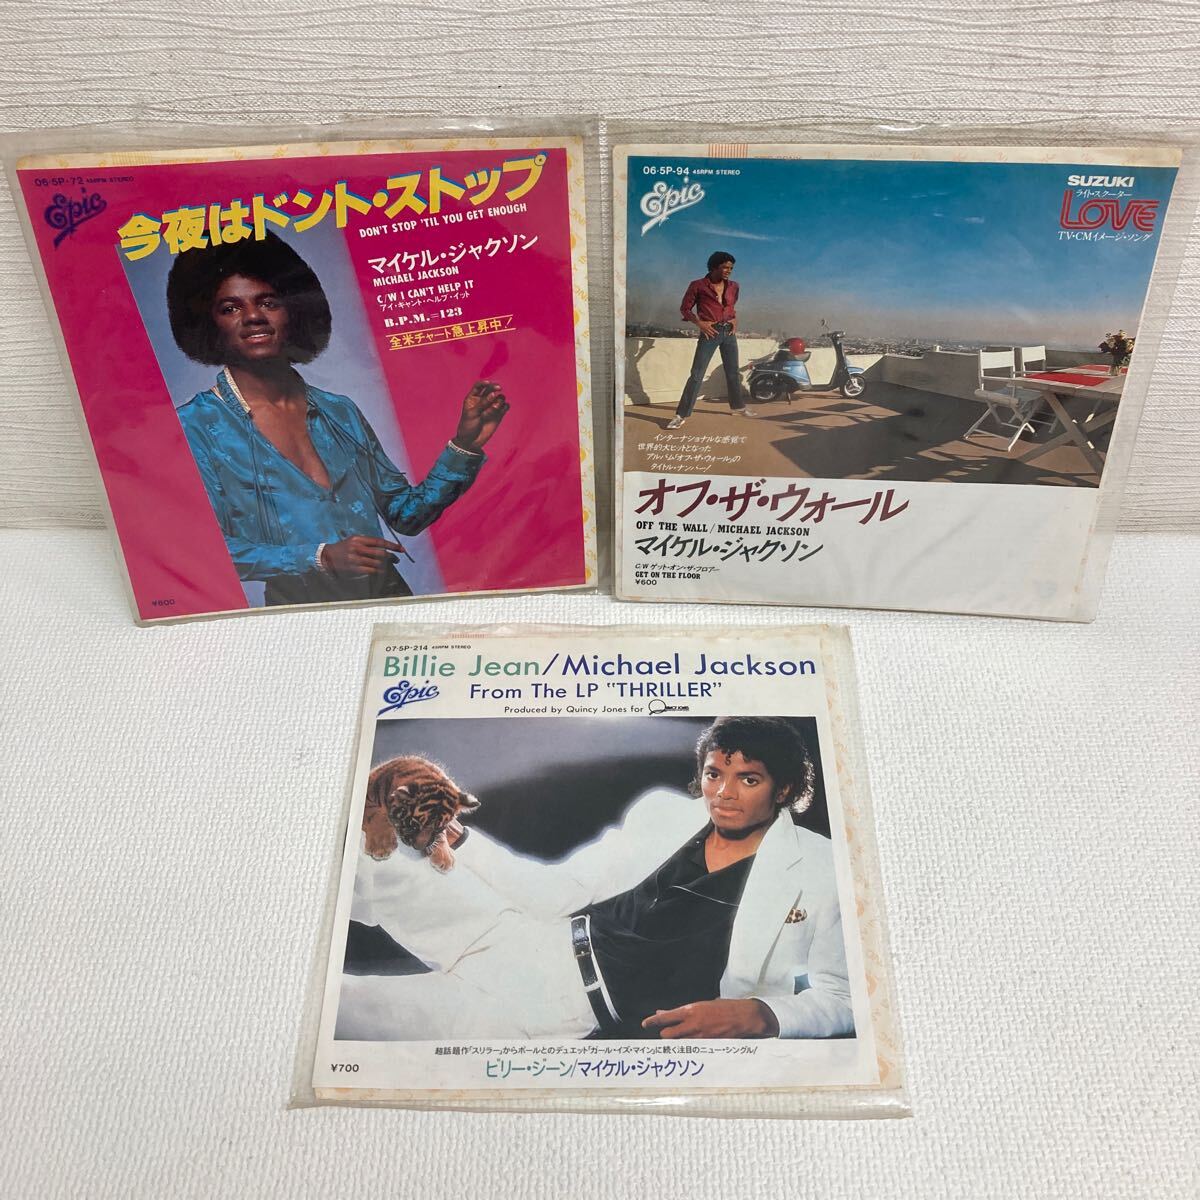 06・5P-72 45RPM STEREO
Epic
今夜はドント・ストップ
DON'T STOP 'TIL YOU GET ENOUGH
マイケル・ジャクソン
MICHAEL JACKSON
C/W I CAN'T HELP IT
アイ・キャント・ヘルプ・イット
B.P.M.=123
全米チャート急上昇中!
¥600
06・5P-94 45RPM STEREO
Epic
SUZUKI
ライト・スクーター
LOVE
TV・CMイメージ・ソング
インターナショナルな感覚で
世界的大ヒットとなった
アルバム「オフ・ザ・ウォール」の
タイトル・ナンバー!
オフ・ザ・ウォール
OFF THE WALL/MICHAEL JACKSON
マイケル・ジャクソン
C/W ゲット・オン・ザ・フロアー
GET ON THE FLOOR
¥600
07・5P-214 45RPM STEREO
Billie Jean/Michael Jackson
Epic
From The LP "THRILLER"
Produced by Quincy Jones for
超話題作「スリラー」からポールとのデュエット「ガール・イズ・マイン」に続く注目のニュー・シングル!
¥700
ビリー・ジーン/マイケル・ジャクソン